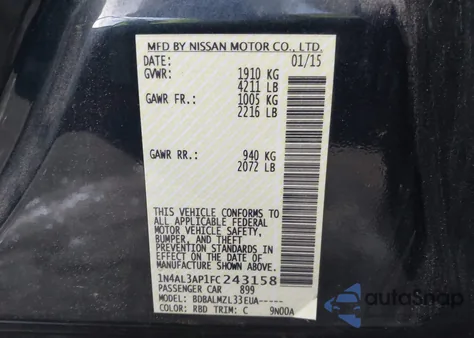 MFD BY NISSAN MOTOR CO., LTD.
DATE: 01/15
GVWR: 1910 KG
4211 LB
GAWR FR.: 1005 KG
2216 LB
GAWR RR.: 940 KG
2072 LB
THIS VEHICLE CONFORMS TO
ALL APPLICABLE FEDERAL
MOTOR VEHICLE SAFETY,
BUMPER, AND THEFT
PREVENTION STANDARDS IN
EFFECT ON THE DATE OF
MANUFACTURE SHOWN ABOVE.
1N4AL3AP1FC243158
PASSENGER CAR 899
MODEL: BDBALMZL33EUA-----
COLOR: RBD TRIM: C 9N00A
autoSnap